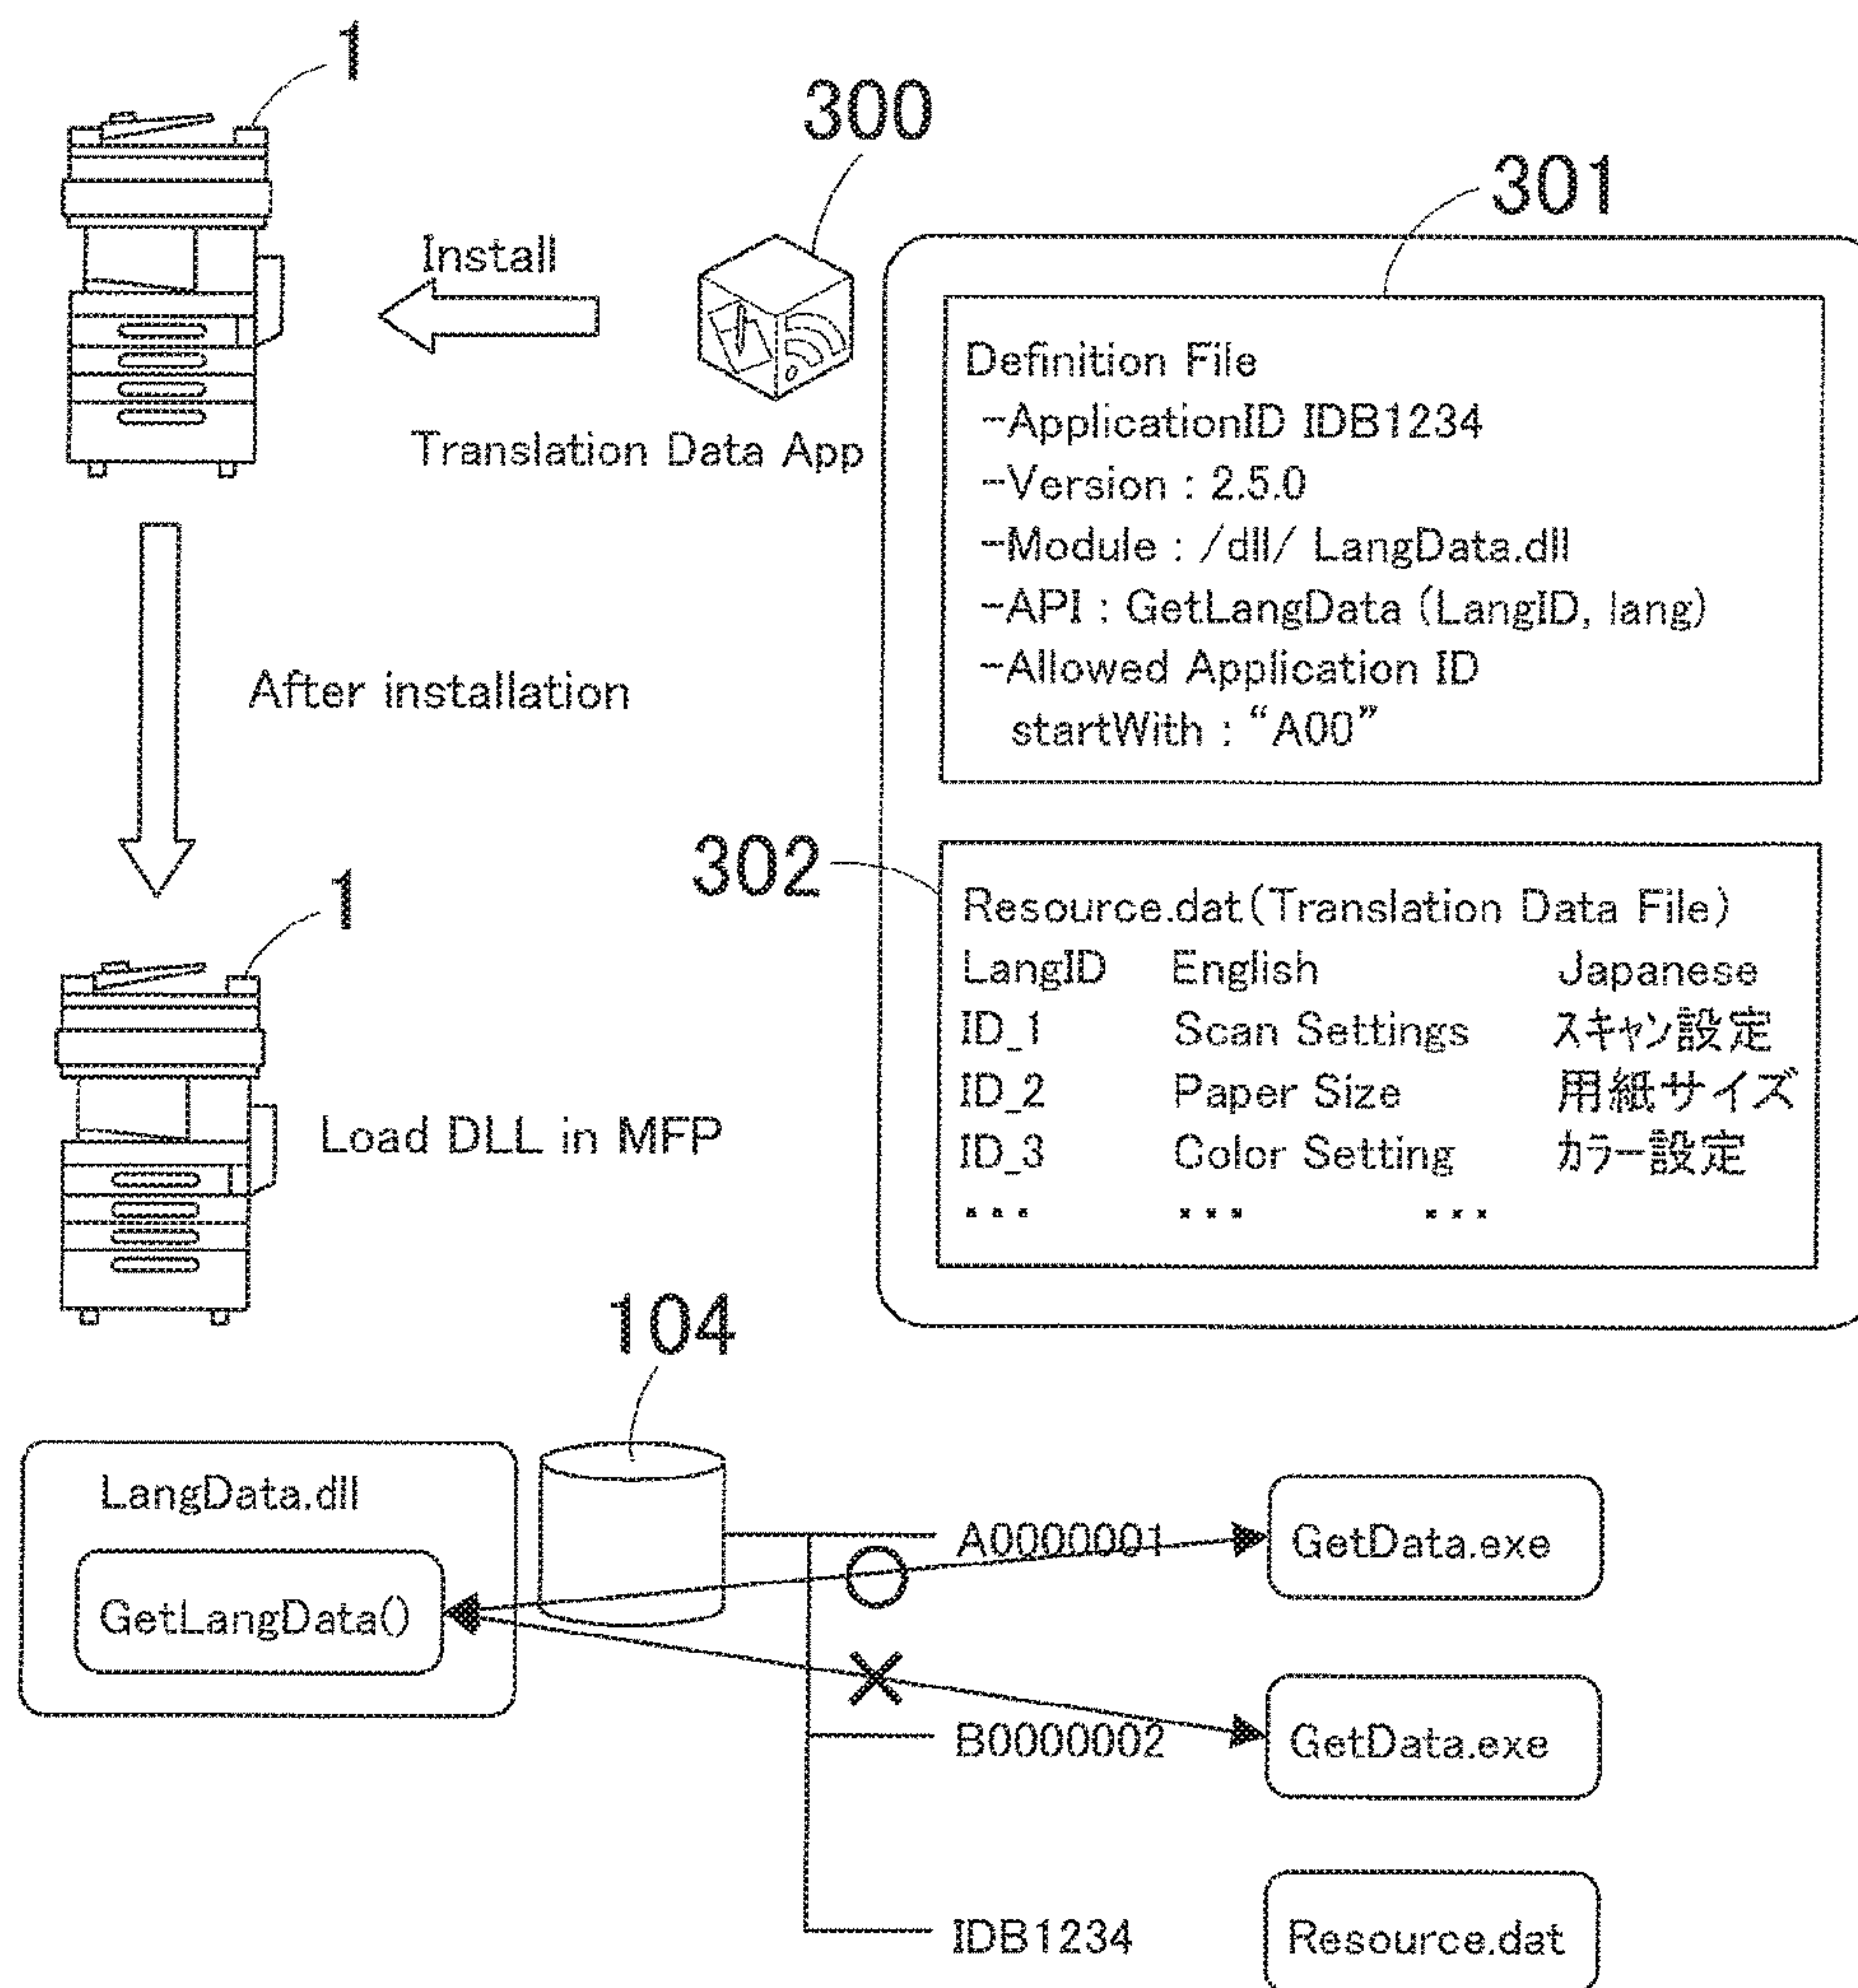 1
300
301
Install
Translation Data App
Definition File
-ApplicationID IDB1234
-Version : 2.5.0
-Module : /dll/ LangData.dll
-API : GetLangData (LangID, lang)
-Allowed Application ID
startWith : “A00”
After installation
302
Resource.dat(Translation Data File)
LangID English Japanese
ID_1 Scan Settings スキャン設定
ID_2 Paper Size 用紙サイズ
ID_3 Color Setting カラー設定
... ... ...
1
Load DLL in MFP
104
LangData.dll
GetLangData()
A0000001 GetData.exe
B0000002 GetData.exe
IDB1234 Resource.dat